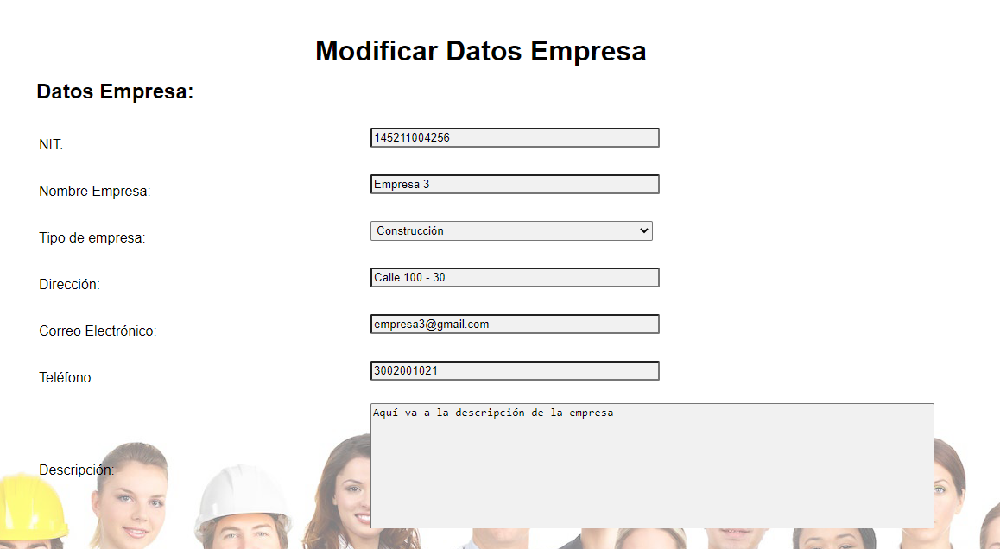 Modificar Datos Empresa
Datos Empresa:
NIT: 145211004256
Nombre Empresa: Empresa 3
Tipo de empresa: Construcción
Dirección: Calle 100 - 30
Correo Electrónico: empresa3@gmail.com
Teléfono: 3002001021
Aquí va a la descripción de la empresa
Descripción: